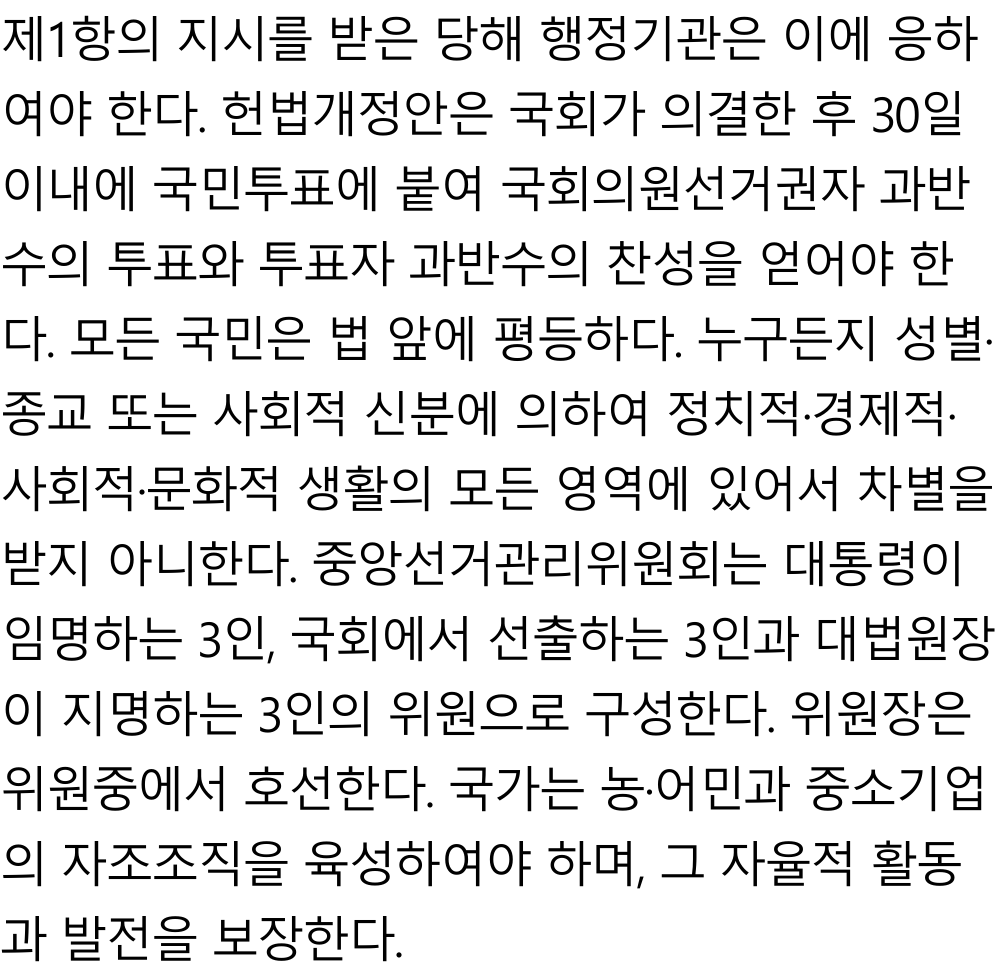 제1항의 지시를 받은 당해 행정기관은 이에 응하
여야 한다. 헌법개정안은 국회가 의결한 후 30일
이내에 국민투표에 붙여 국회의원선거권자 과반
수의 투표와 투표자 과반수의 찬성을 얻어야 한
다. 모든 국민은 법 앞에 평등하다. 누구든지 성별·
종교 또는 사회적 신분에 의하여 정치적·경제적·
사회적·문화적 생활의 모든 영역에 있어서 차별을
받지 아니한다. 중앙선거관리위원회는 대통령이
임명하는 3인, 국회에서 선출하는 3인과 대법원장
이 지명하는 3인의 위원으로 구성한다. 위원장은
위원중에서 호선한다. 국가는 농·어민과 중소기업
의 자조조직을 육성하여야 하며, 그 자율적 활동
과 발전을 보장한다.